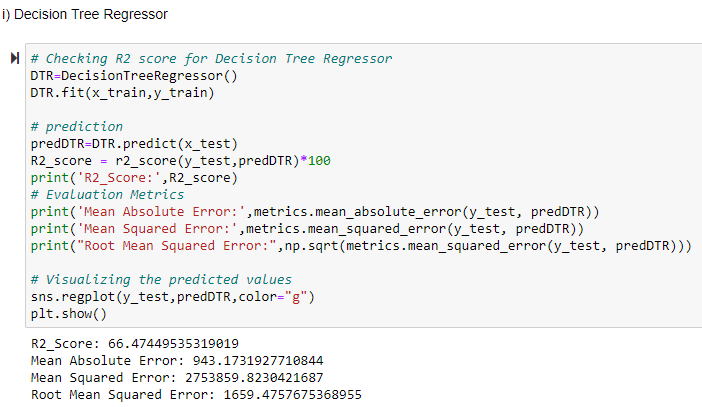 i) Decision Tree Regressor
# Checking R2 score for Decision Tree Regressor
DTR=DecisionTreeRegressor()
DTR.fit(x_train,y_train)
# prediction
predDTR=DTR.predict(x_test)
R2_score = r2_score(y_test,predDTR)*100
print('R2_Score:',R2_score)
# Evaluation Metrics
print('Mean Absolute Error:',metrics.mean_absolute_error(y_test, predDTR))
print('Mean Squared Error:',metrics.mean_squared_error(y_test, predDTR))
print("Root Mean Squared Error:",np.sqrt(metrics.mean_squared_error(y_test, predDTR)))
# Visualizing the predicted values
sns.regplot(y_test,predDTR,color="g")
plt.show()
R2_Score: 66.47449535319019
Mean Absolute Error: 943.1731927710844
Mean Squared Error: 2753859.8230421687
Root Mean Squared Error: 1659.4757675368955